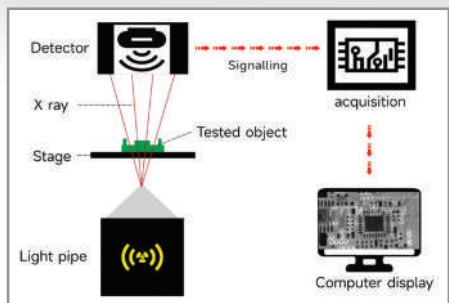 Detector
Signalling
X ray
acquisition
Tested object
Stage
Light pipe
Computer display